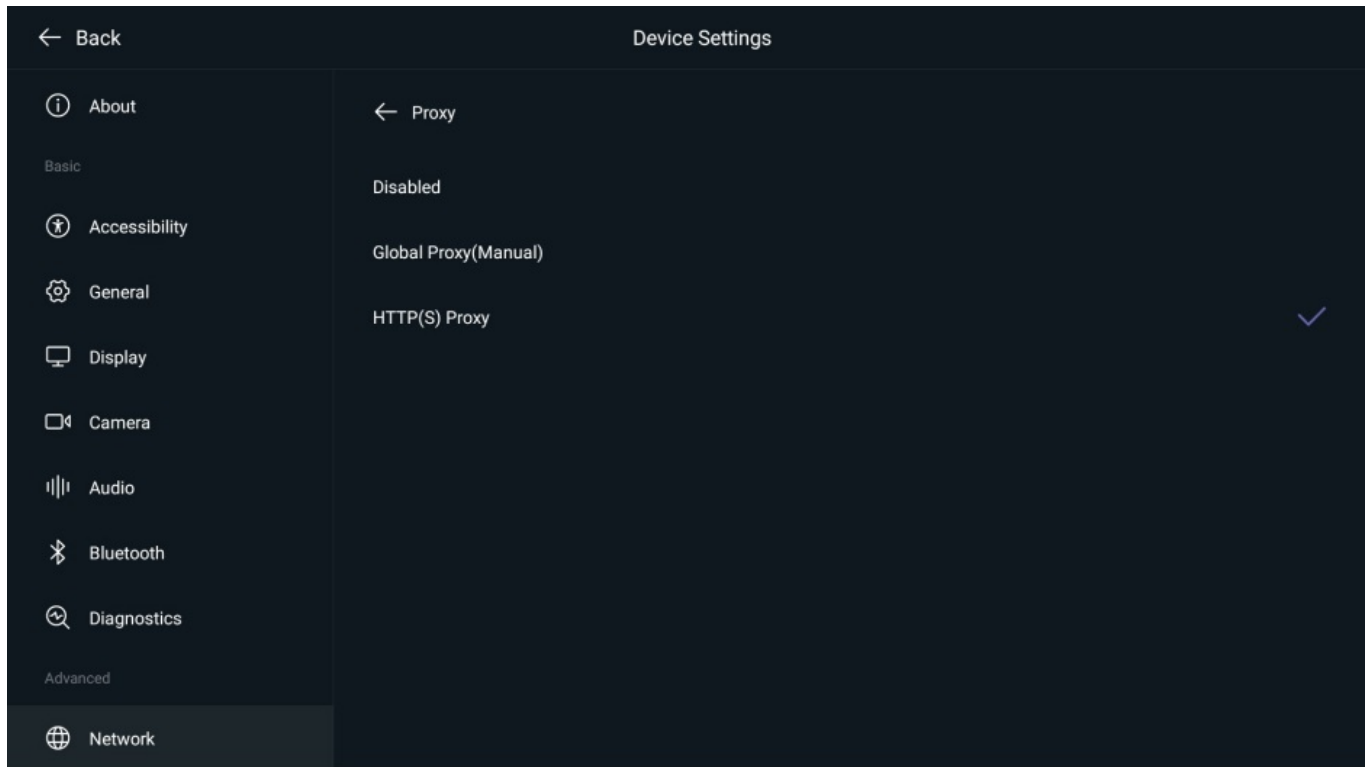 Back
Device Settings
About
Basic
Accessibility
General
Display
Camera
Audio
Bluetooth
Diagnostics
Advanced
Network
Proxy
Disabled
Global Proxy(Manual)
HTTP(S) Proxy